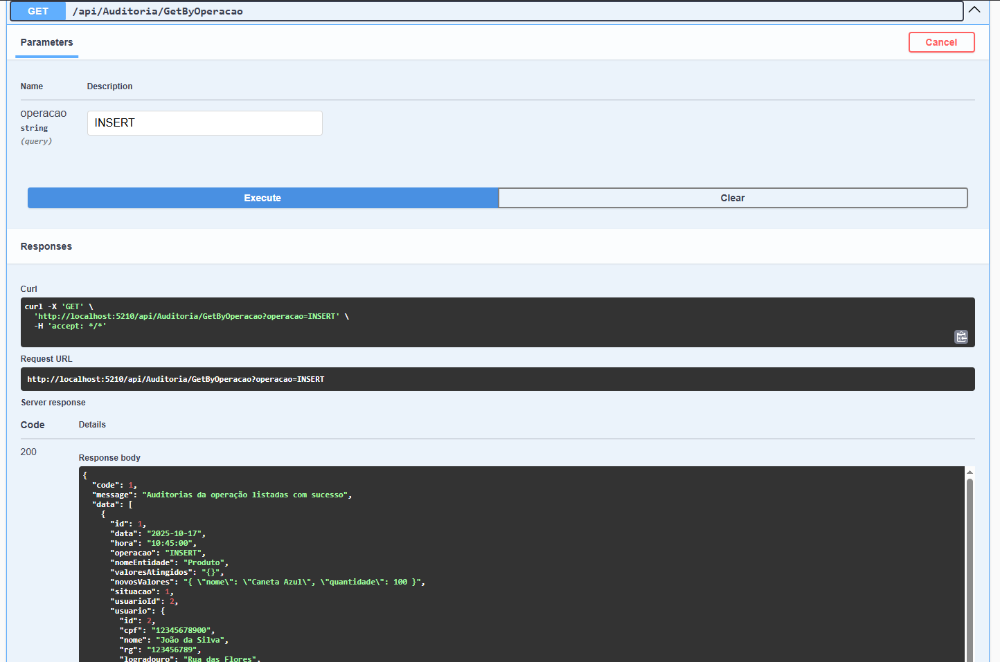 GET /api/Auditoria/GetByOperacao
Parameters
Cancel
Name Description
operacao
string
(query)
INSERT
Execute Clear
Responses
Curl
curl -X 'GET' \
  'http://localhost:5210/api/Auditoria/GetByOperacao?operacao=INSERT' \
  -H 'accept: */*'
Request URL
http://localhost:5210/api/Auditoria/GetByOperacao?operacao=INSERT
Server response
Code Details
200
Response body
{
  "code": 1,
  "message": "Auditorias da operação listadas com sucesso",
  "data": [
    {
      "id": 1,
      "data": "2025-10-17",
      "hora": "10:45:00",
      "operacao": "INSERT",
      "nomeEntidade": "Produto",
      "valoresAtingidos": "{}",
      "novosValores": "{ \"nome\": \"Caneta Azul\", \"quantidade\": 100 }",
      "situacao": 1,
      "usuarioId": 2,
      "usuario": {
        "id": 2,
        "cpf": "12345678900",
        "nome": "João da Silva",
        "rg": "123456789",
        "logradouro": "Rua das Flores",